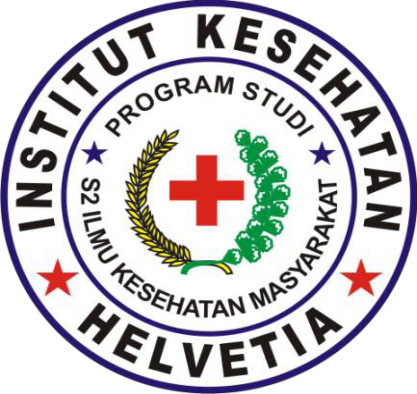 INSTITUT KESEHATAN
HELVETIA
PROGRAM STUDI
S2 ILMU KESEHATAN MASYARAKAT